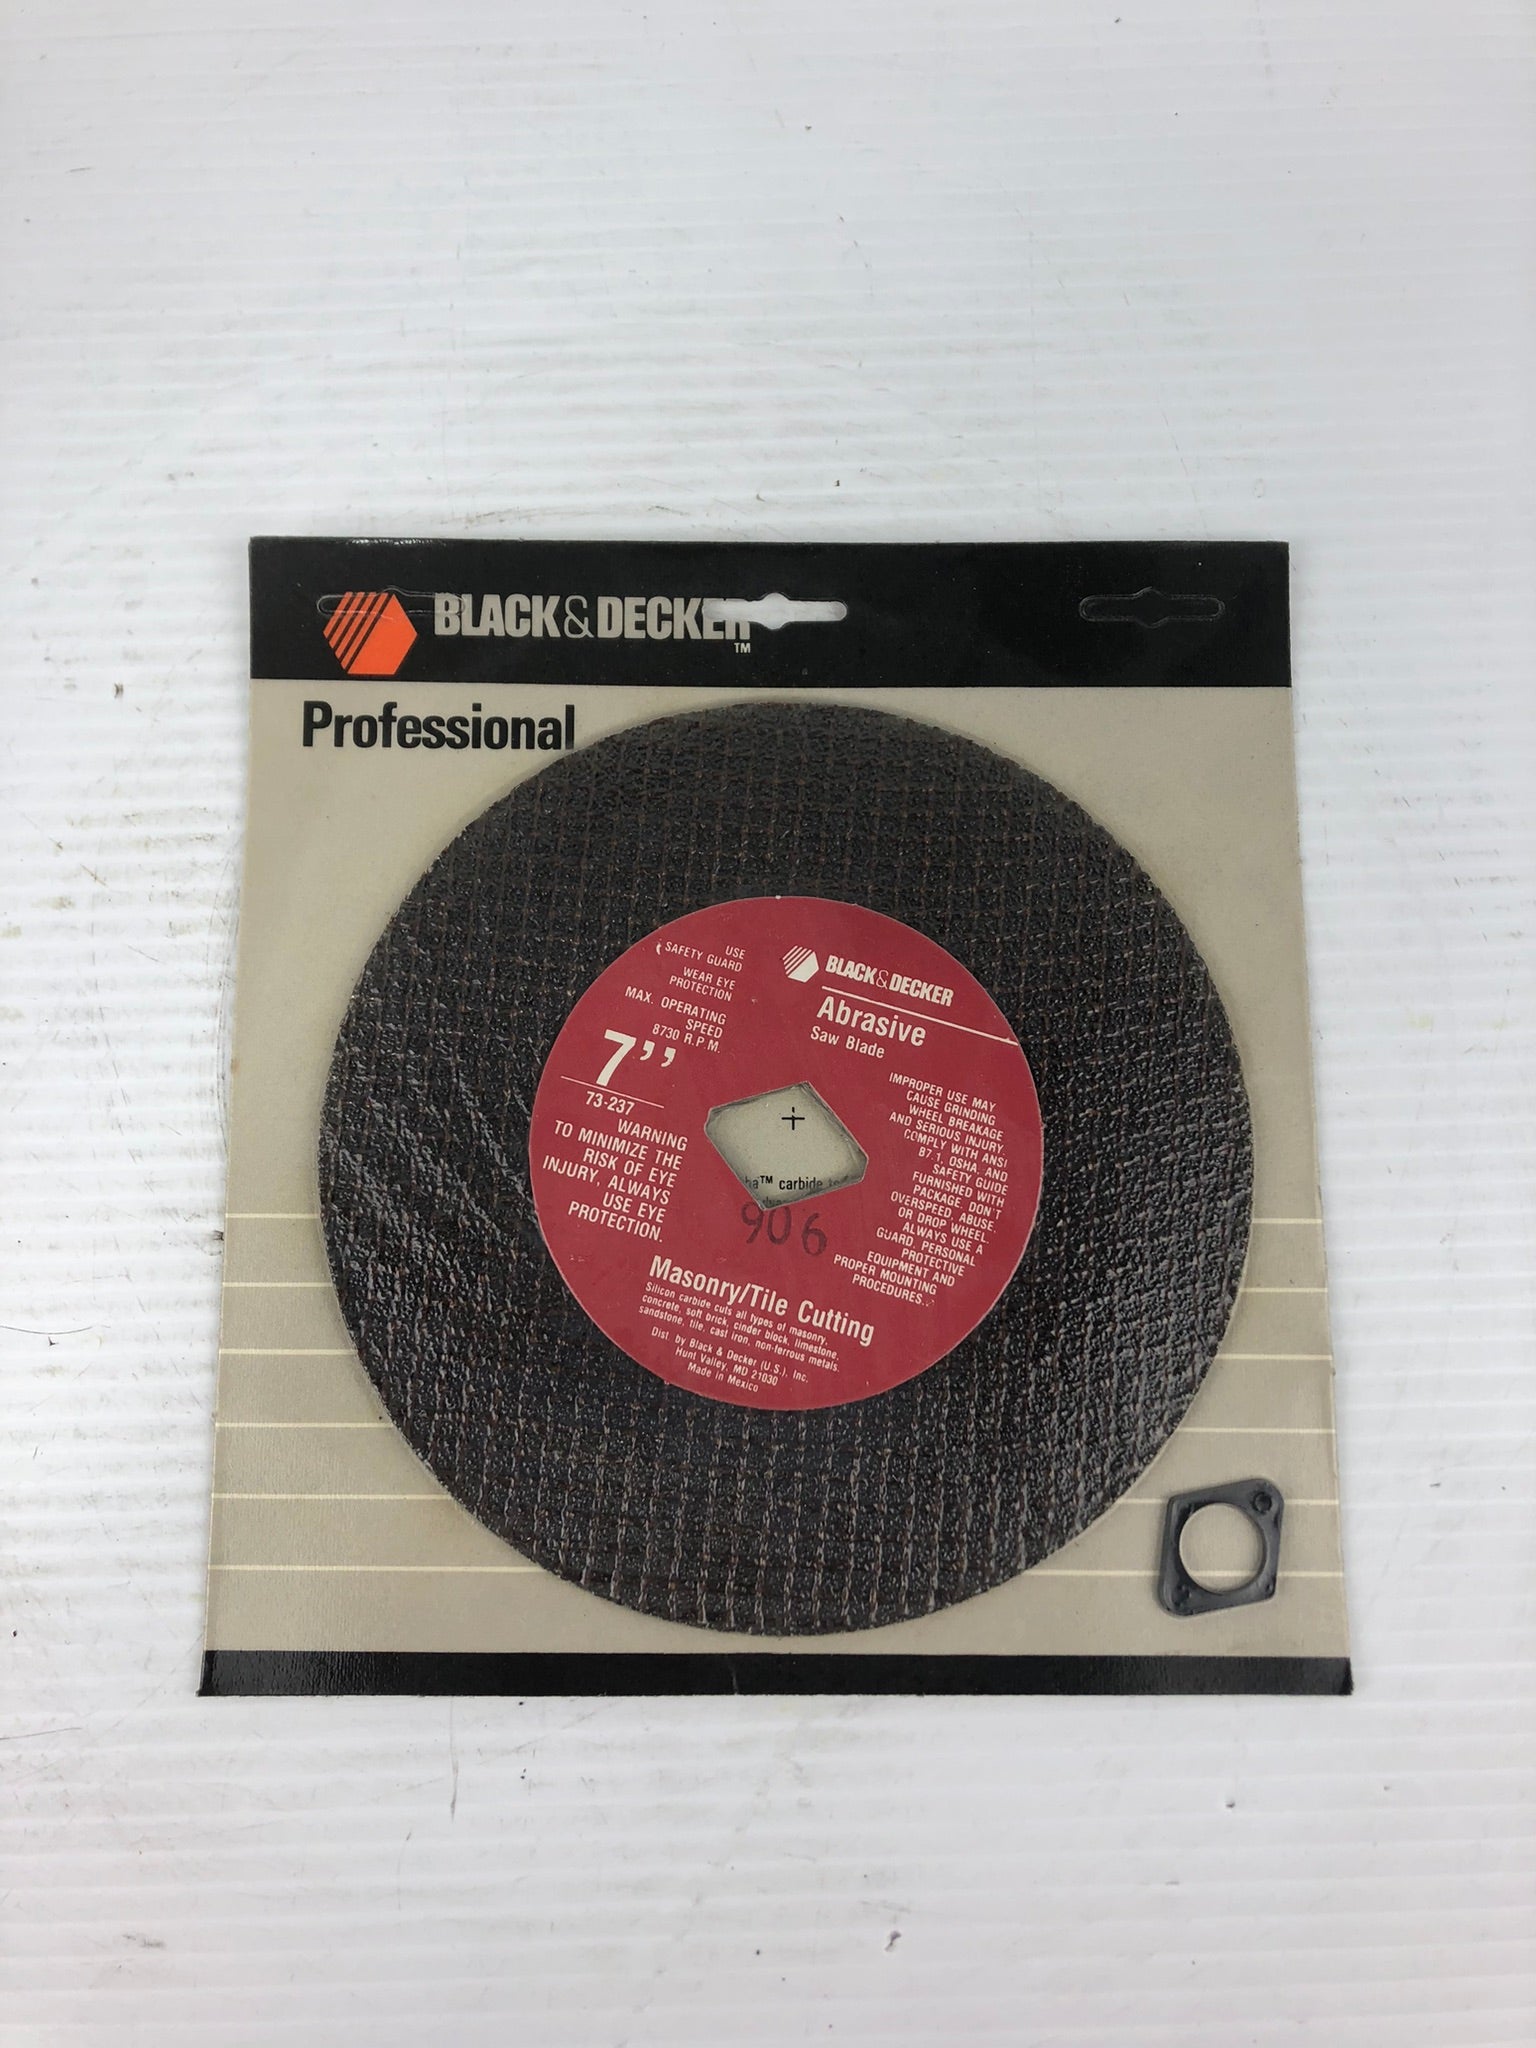 BLACK&DECKER
TM
Professional
USE
SAFETY GUARD
WEAR EYE
PROTECTION
MAX. OPERATING
SPEED
8730 R.P.M.
7’’
73-237
WARNING
TO MINIMIZE THE
RISK OF EYE
INJURY, ALWAYS
USE EYE
PROTECTION.
BLACK&DECKER
Abrasive
Saw Blade
IMPROPER USE MAY
CAUSE GRINDING
WHEEL BREAKAGE
AND SERIOUS INJURY.
COMPLY WITH ANSI
B7.1, OSHA, AND
SAFETY GUIDE
FURNISHED WITH
PACKAGE. DON'T
OVERSPEED, ABUSE,
OR DROP WHEEL.
ALWAYS USE A
GUARD, PERSONAL
PROTECTIVE
EQUIPMENT AND
PROPER MOUNTING
PROCEDURES.
™ carbide
906
Masonry/Tile Cutting
Silicon carbide cuts all types of masonry,
concrete, soft brick, cinder block, limestone,
sandstone, tile, cast iron, non-ferrous metals.
Dist. by Black & Decker (U.S.), Inc.
Hunt Valley, MD 21030
Made in Mexico